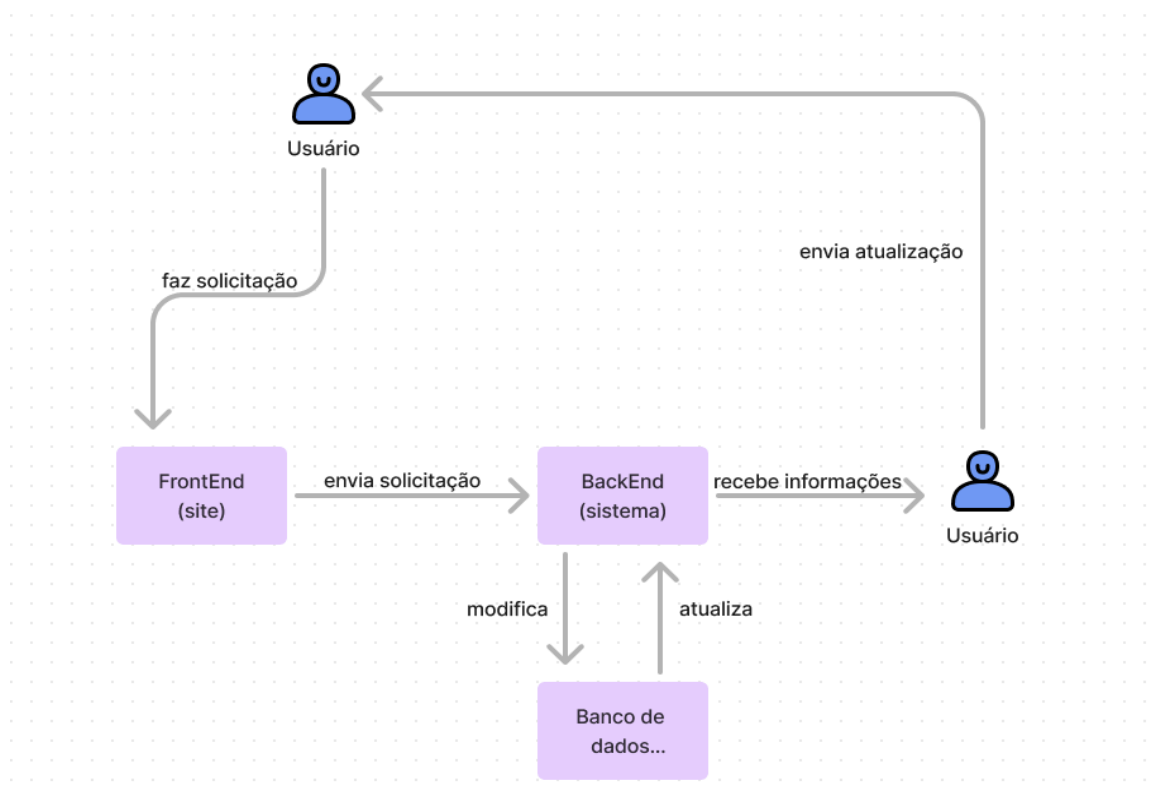 Usuário
envia atualização
faz solicitação
FrontEnd
(site)
envia solicitação
BackEnd
(sistema)
recebe informações
Usuário
modifica
atualiza
Banco de
dados...